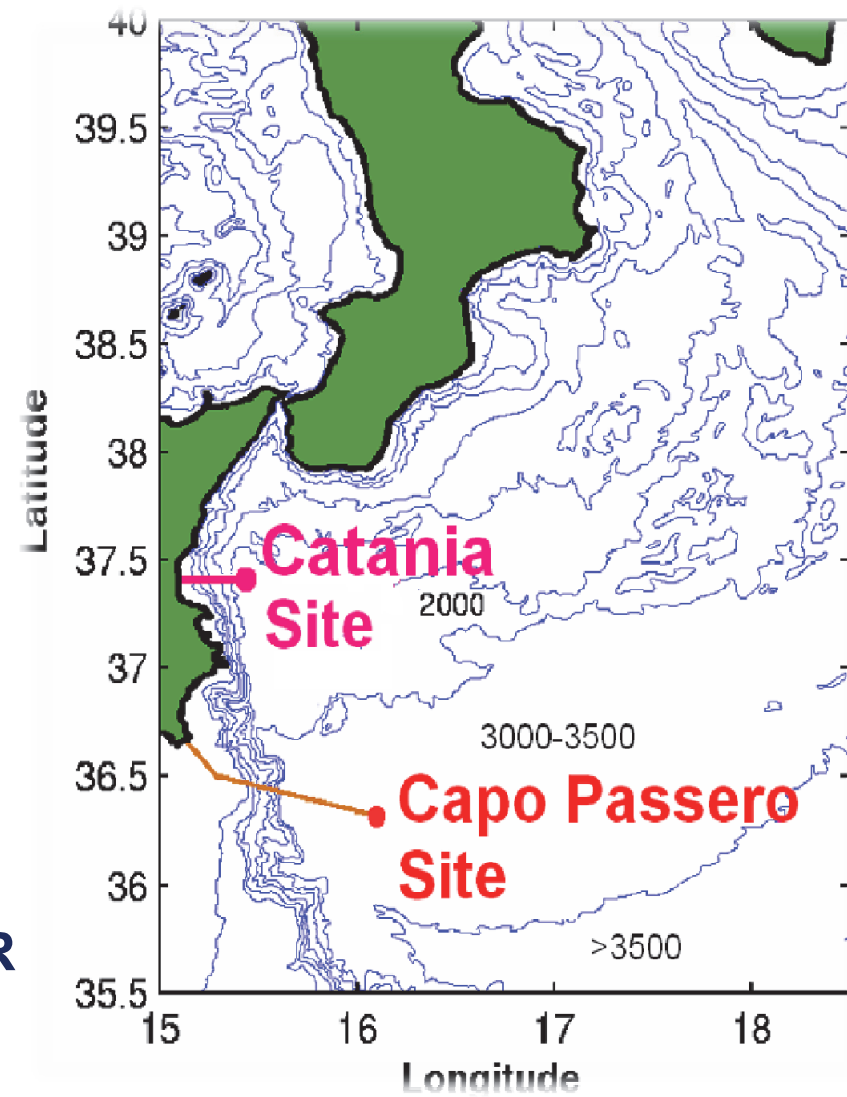 40
39.5
39
38.5
38
37.5
37
36.5
36
35.5
Latitude
Catania
Site
2000
3000-3500
Capo Passero
Site
>3500
R
15 16 17 18
Longitude